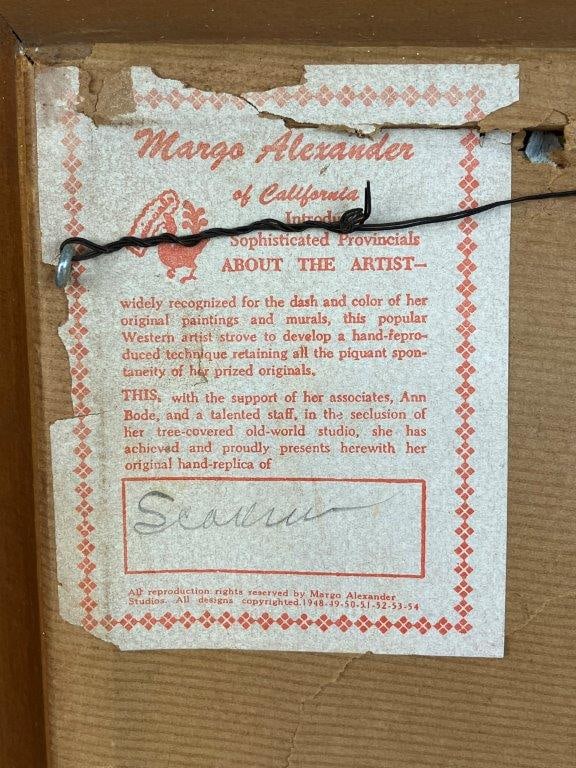 Margo Alexander
of California
Introdu
Sophisticated Provincials
ABOUT THE ARTIST—
widely recognized for the dash and color of her
original paintings and murals, this popular
Western artist strove to develop a hand-fepro-
duced technique retaining all the piquant spon-
taneity of her prized originals.
THIS, with the support of her associates, Ann
Bode, and a talented staff, in the seclusion of
her tree-covered old-world studio, she has
achieved and proudly presents herewith her
original hand-replica of
All reproduction rights reserved by Margo Alexander
Studios. All designs copyrighted.1948-49-50-51-52-53-54